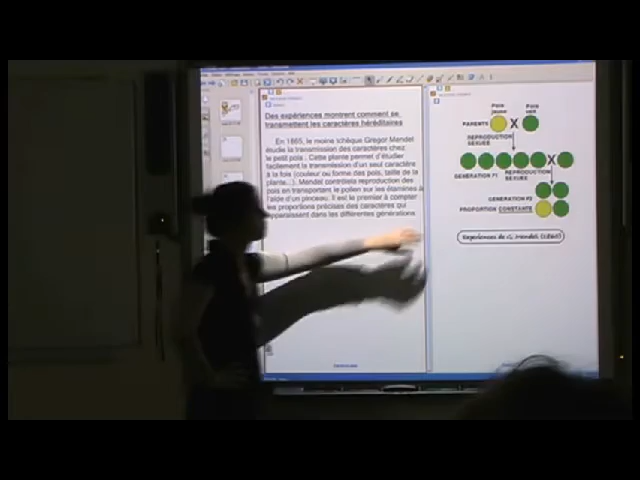 Des expériences montrent comment se
transmettent les caractères héréditaires
En 1865, le moine tchèque Gregor Mendel
étudie la transmission des caractères chez
le petit pois . Cette plante permet d'étudier
facilement la transmission d'un seul caractère
à la fois (couleur ou forme des pois, taille de la
plante...). Mendel contrôle la reproduction des
pois en transportant le pollen sur les étamines à
l'aide d'un pinceau. Il est le premier à compter
les proportions précises des caractères qui
apparaissent dans les différentes générations
Pois
jaune
Pois
vert
PARENTS
X
REPRODUCTION
SEXUÉE
X
GENERATION F1
REPRODUCTION
SEXUÉE
GENERATION F2
PROPORTION CONSTANTE
Expériences de G. Mendel (1865)